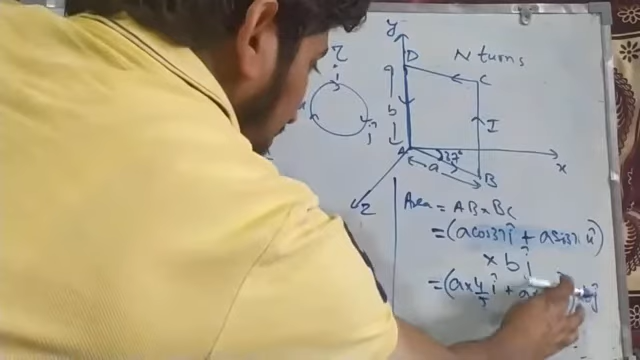 y
D
N turns
C
b
I
A
37°
a
B
x
z
Area = AB × BC
= (a cos37 î + a sin37 k̂)
× b ĵ
= (a × 4/5 î +